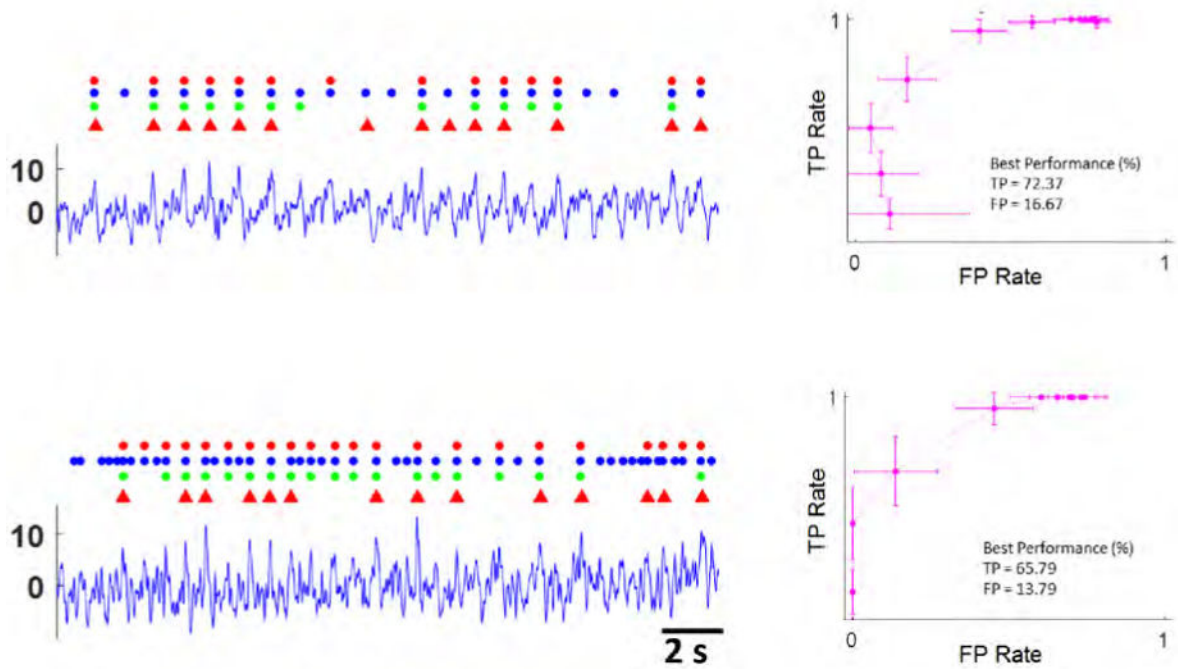 10
0
1
TP Rate
Best Performance (%)
TP = 72.37
FP = 16.67
0
1
FP Rate
10
0
2 s
1
TP Rate
Best Performance (%)
TP = 65.79
FP = 13.79
0
1
FP Rate